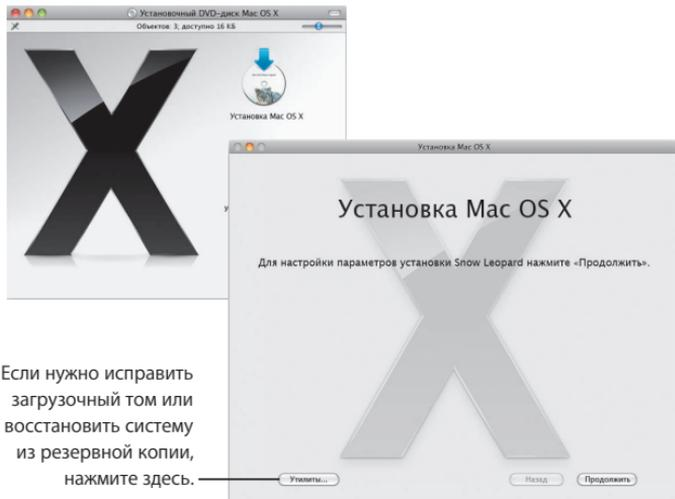 Установочный DVD-диск Mac OS X
Объектов: 3; доступно 16 КБ
Установка Mac OS X
Установка Mac OS X
Установка Mac OS X
Для настройки параметров установки Snow Leopard нажмите «Продолжить».
Если нужно исправить
загрузочный том или
восстановить систему
из резервной копии,
нажмите здесь.
Утилиты...
Назад
Продолжить